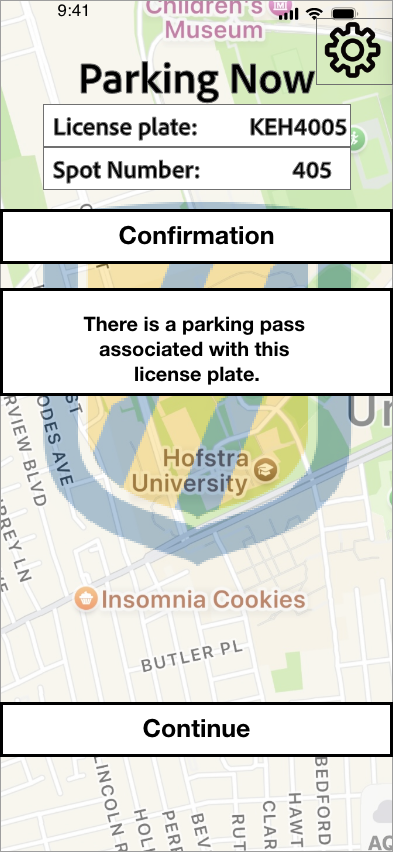 9:41
Children's
Museum
Parking Now
License plate: KEH4005
Spot Number: 405
Confirmation
There is a parking pass
associated with this
license plate.
Un
ODES AVE
ST
RVIEW BLVD
Hofstra
University
REY LN
Insomnia Cookies
BUTLER PL
Continue
LINCOLN R
HOL
PERR
BEV
RUT
CLAR
HAWT
BEDFORD
AQ